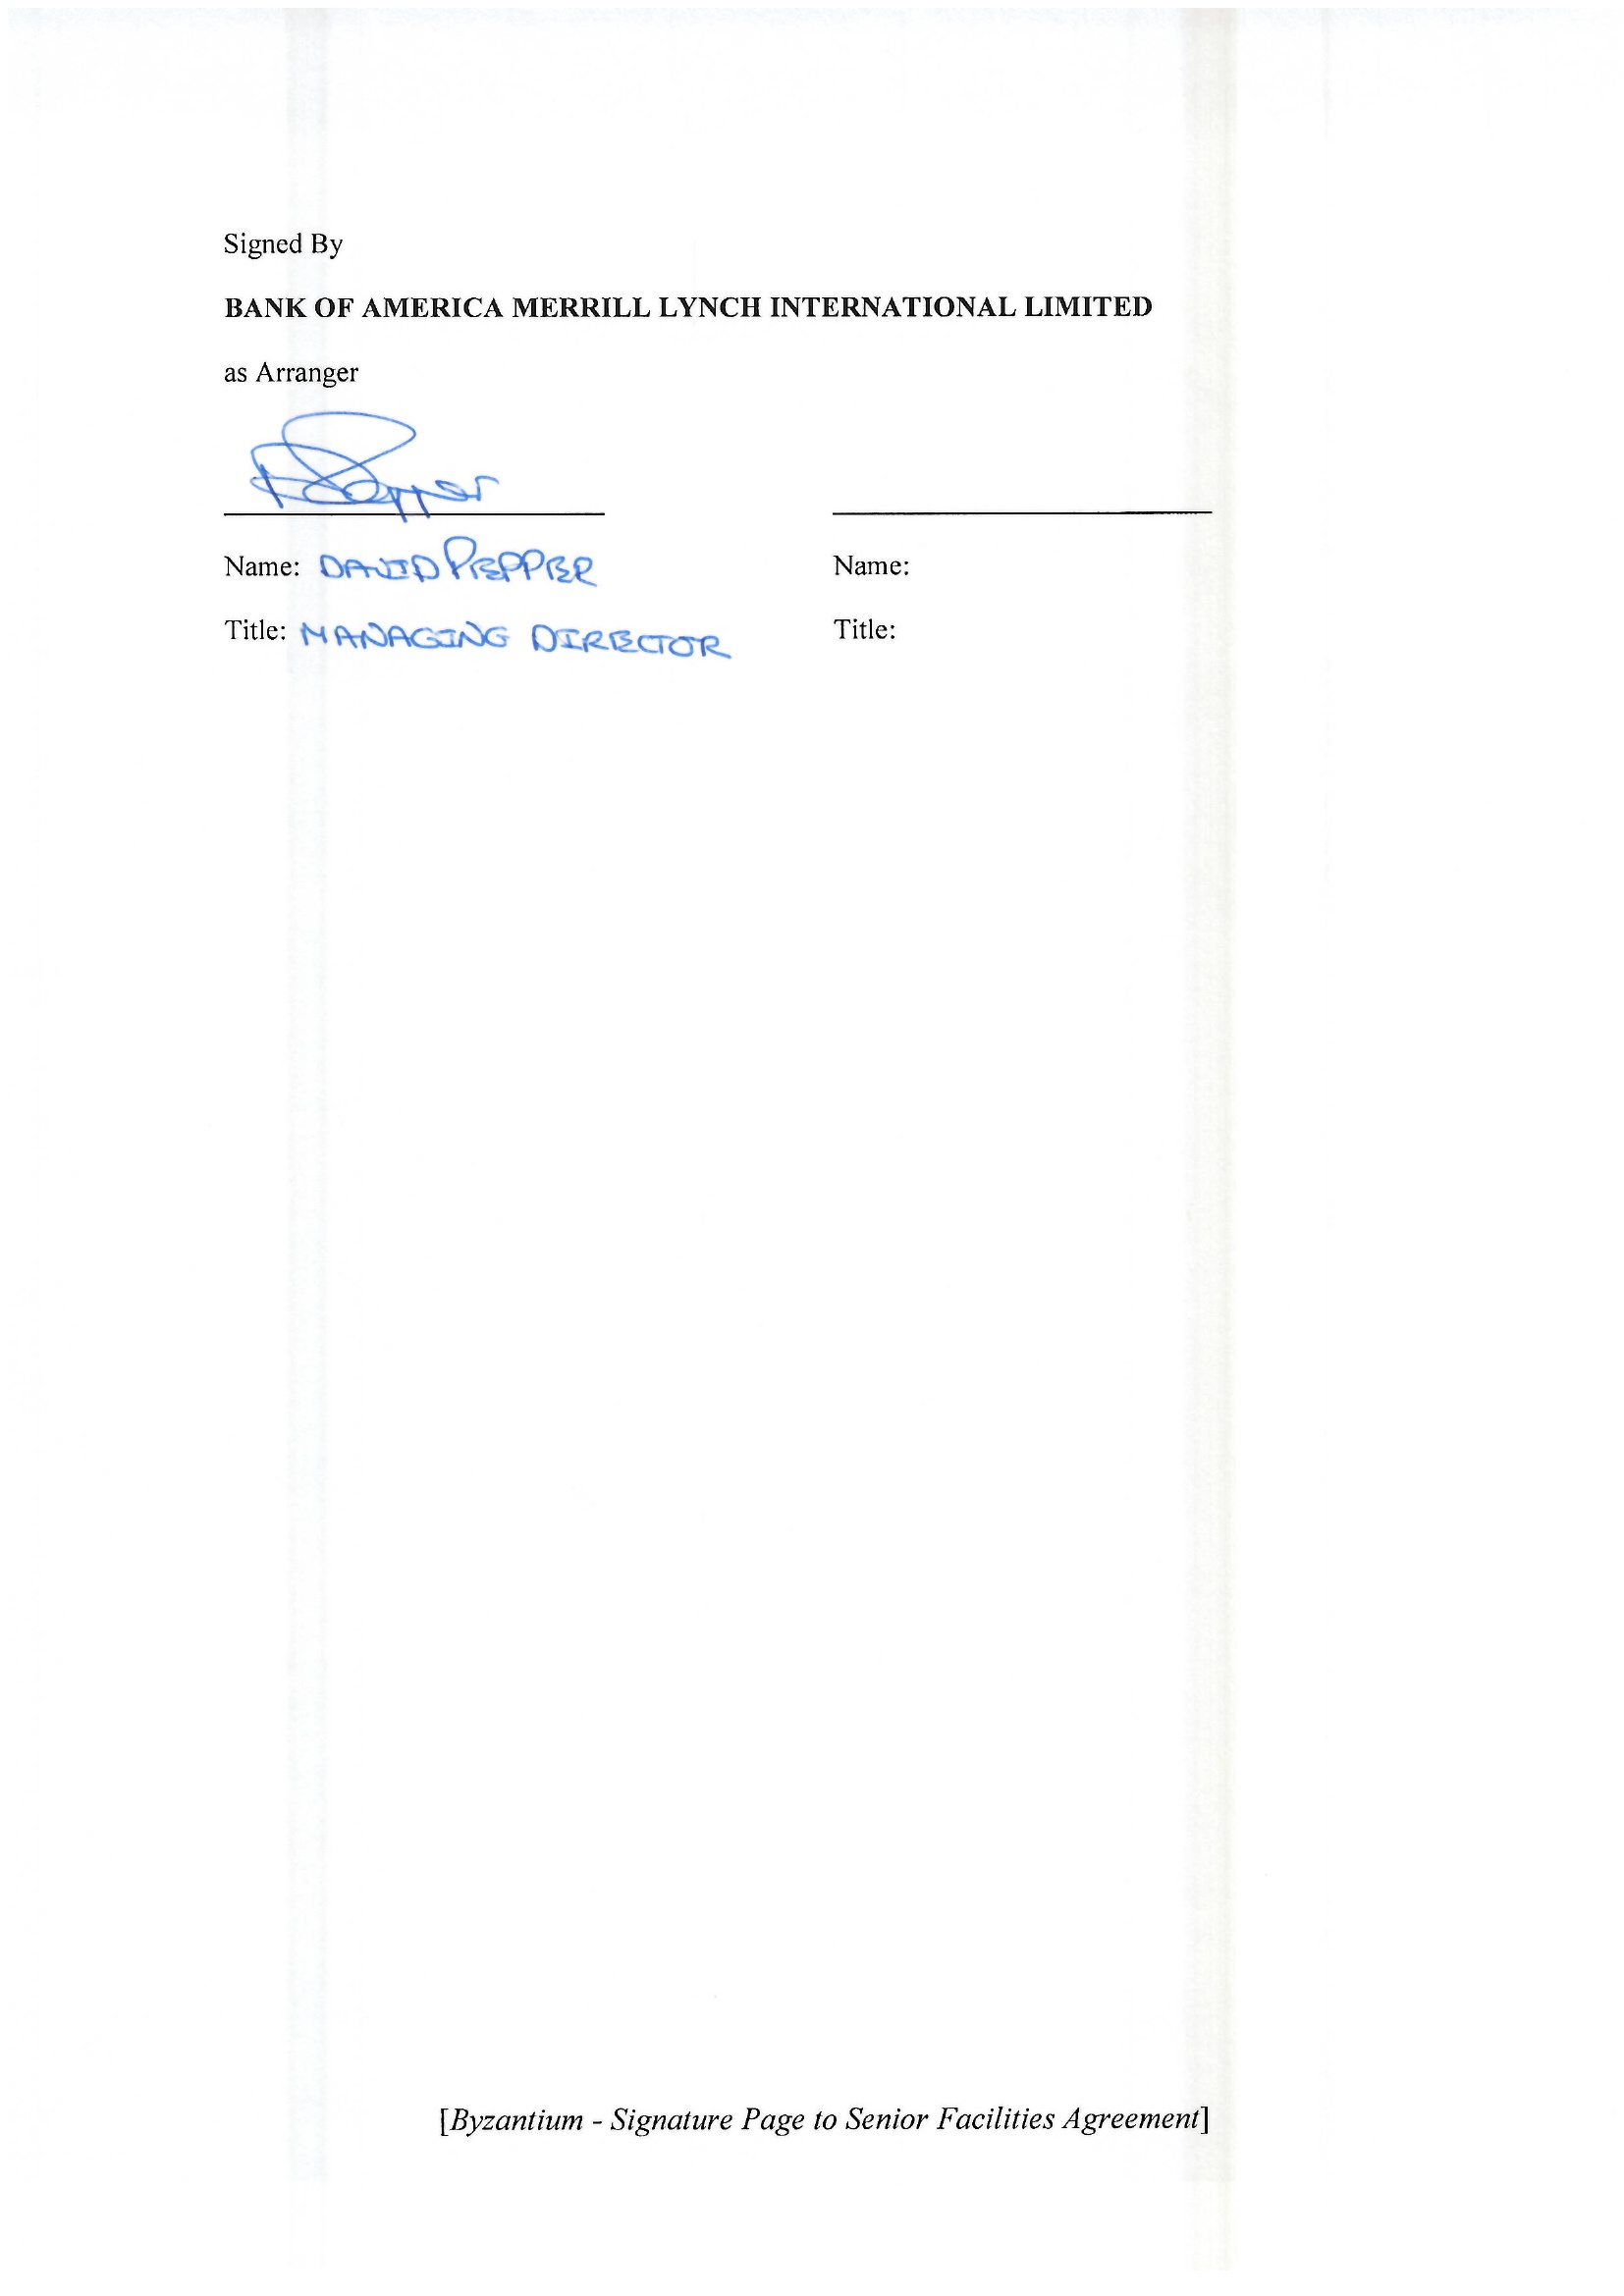 Signed By
BANK OF AMERICA MERRILL LYNCH INTERNATIONAL LIMITED
as Arranger
DPepper
Name: DAVID PEPPER Name:
Title: MANAGING DIRECTOR Title:
[Byzantium - Signature Page to Senior Facilities Agreement]